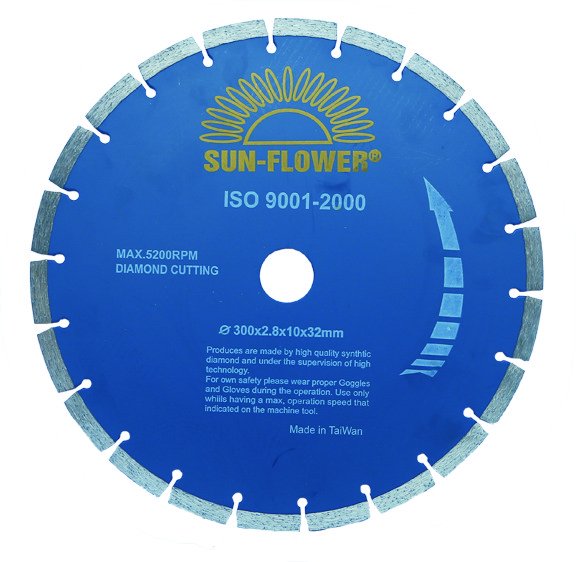 SUN-FLOWER®
ISO 9001-2000
MAX.5200RPM
DIAMOND CUTTING
Ø 300x2.8x10x32mm
Produces are made by high quality synthtic
diamond and under the supervision of high
technology.
For own safety please wear proper Goggles
and Gloves during the operation. Use only
whills having a max, operation speed that
indicated on the machine tool.
Made in TaiWan